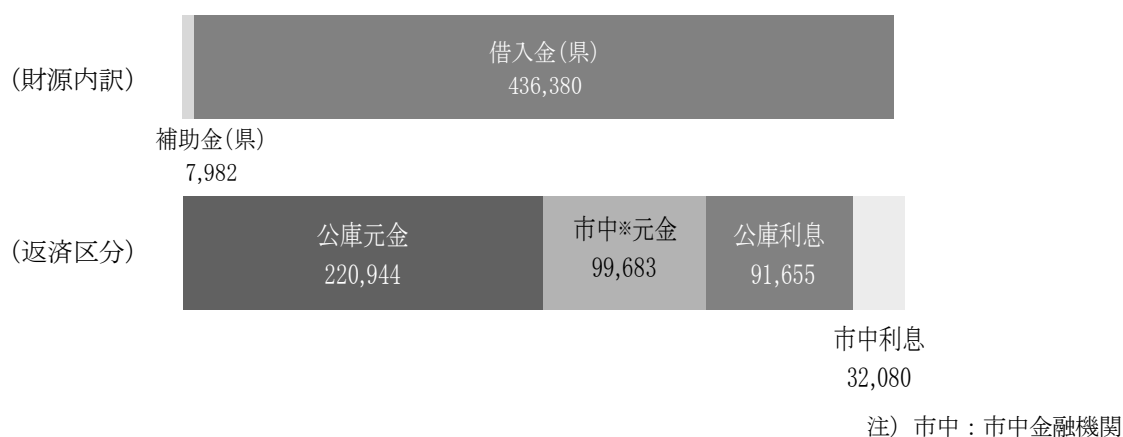 (財源内訳)
借入金(県)
436,380
補助金(県)
7,982
(返済区分)
公庫元金
220,944
市中※元金
99,683
公庫利息
91,655
市中利息
32,080
注) 市中：市中金融機関